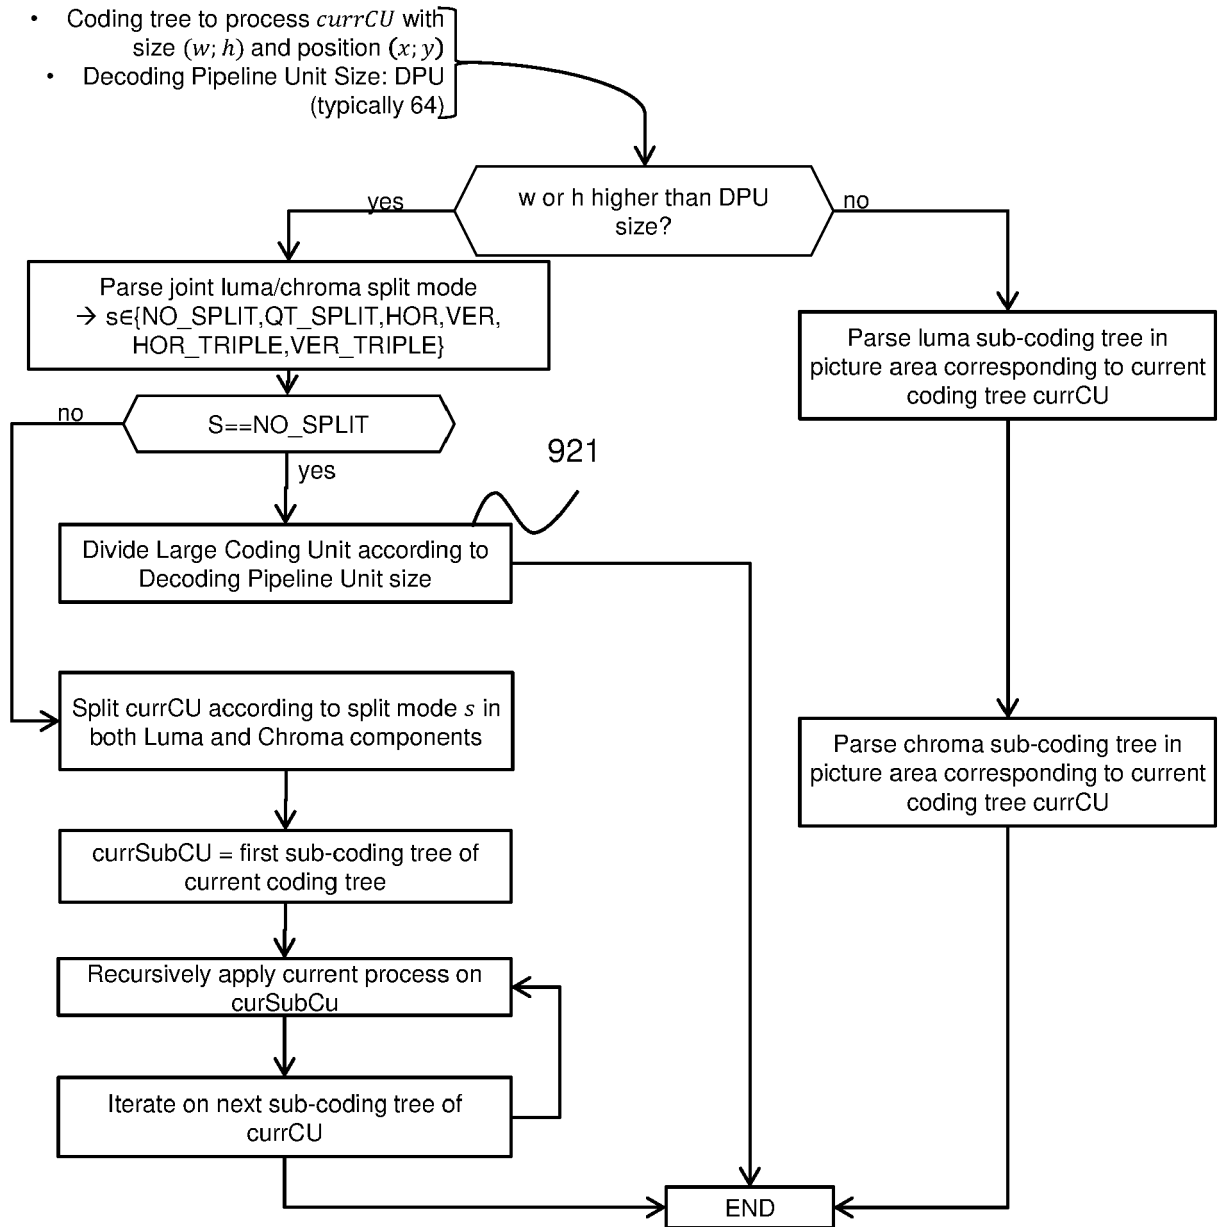 • Coding tree to process currCU with
size (w; h) and position (x; y)
• Decoding Pipeline Unit Size: DPU
(typically 64)
w or h higher than DPU
size?
yes
no
Parse joint luma/chroma split mode
→ s∈{NO_SPLIT,QT_SPLIT,HOR,VER,
HOR_TRIPLE,VER_TRIPLE}
Parse luma sub-coding tree in
picture area corresponding to current
coding tree currCU
no
S==NO_SPLIT
yes
921
Divide Large Coding Unit according to
Decoding Pipeline Unit size
Split currCU according to split mode s in
both Luma and Chroma components
Parse chroma sub-coding tree in
picture area corresponding to current
coding tree currCU
currSubCU = first sub-coding tree of
current coding tree
Recursively apply current process on
curSubCu
Iterate on next sub-coding tree of
currCU
END